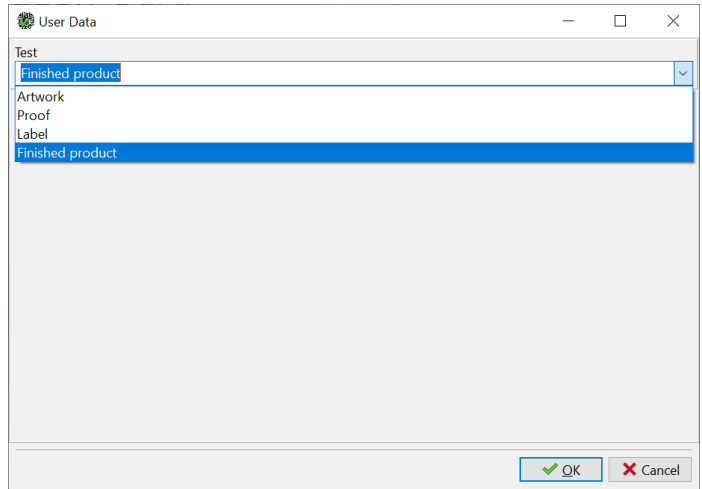 User Data
Test
Finished product
Artwork
Proof
Label
Finished product
OK
Cancel